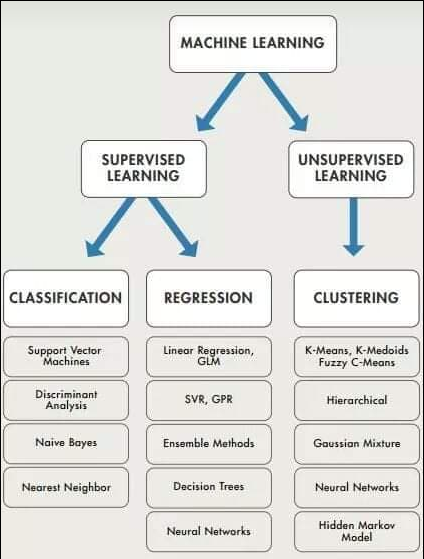 MACHINE LEARNING
SUPERVISED
LEARNING
UNSUPERVISED
LEARNING
CLASSIFICATION
Support Vector
Machines
Discriminant
Analysis
Naive Bayes
Nearest Neighbor
REGRESSION
Linear Regression,
GLM
SVR, GPR
Ensemble Methods
Decision Trees
Neural Networks
CLUSTERING
K-Means, K-Medoids
Fuzzy C-Means
Hierarchical
Gaussian Mixture
Neural Networks
Hidden Markov
Model